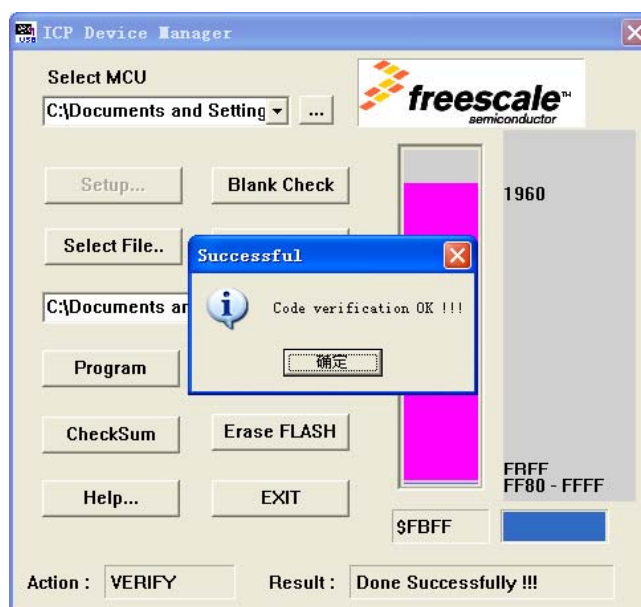 ICP Device Manager
Select MCU
C:\Documents and Setting
...
freescale™
semiconductor
Setup...
Blank Check
1960
Select File..
Successful
Code verification OK !!!
确定
C:\Documents ar
Program
CheckSum
Erase FLASH
FBFF
FF80 - FFFF
Help...
EXIT
$FBFF
Action :
VERIFY
Result :
Done Successfully !!!